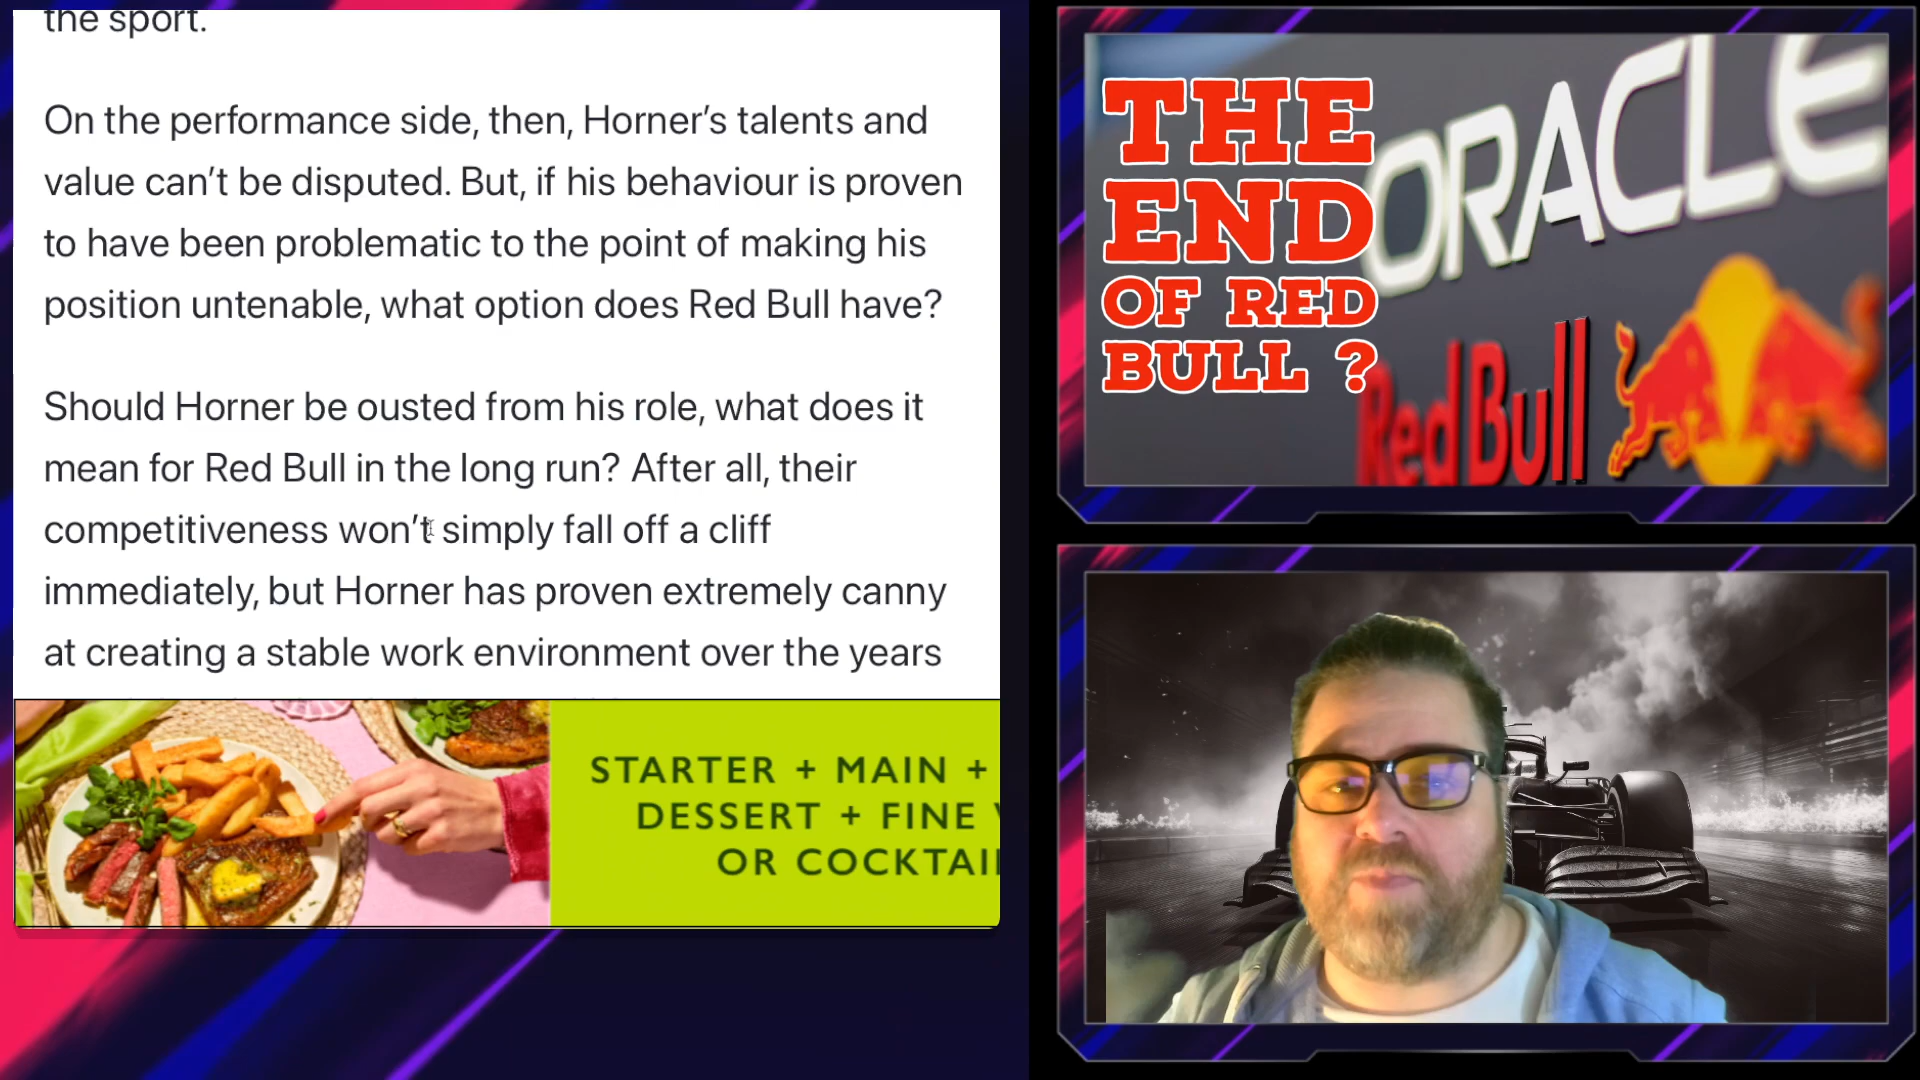 the sport.
On the performance side, then, Horner’s talents and
value can’t be disputed. But, if his behaviour is proven
to have been problematic to the point of making his
position untenable, what option does Red Bull have?
Should Horner be ousted from his role, what does it
mean for Red Bull in the long run? After all, their
competitiveness won’t simply fall off a cliff
immediately, but Horner has proven extremely canny
at creating a stable work environment over the years
STARTER + MAIN +
DESSERT + FINE
OR COCKTAI
THE
END
OF RED
BULL ?
ORACLE
Red Bull